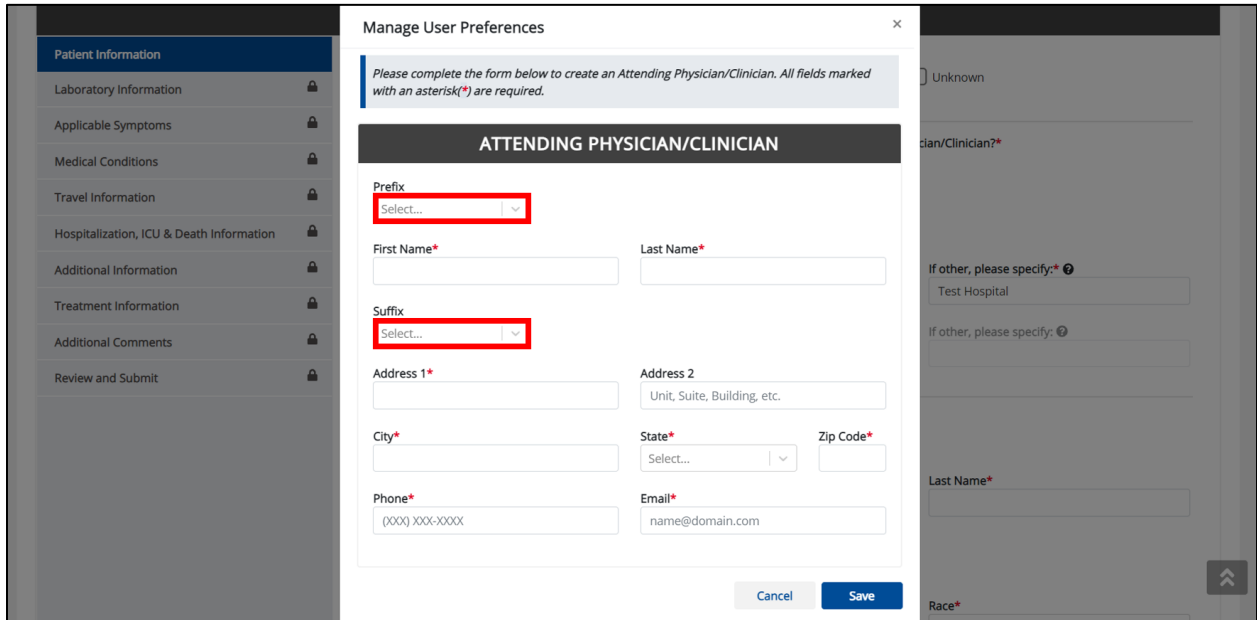 Manage User Preferences
×
Please complete the form below to create an Attending Physician/Clinician. All fields marked
with an asterisk(*) are required.
ATTENDING PHYSICIAN/CLINICIAN
Prefix
Select...
First Name*
Last Name*
Suffix
Select...
Address 1*
Address 2
Unit, Suite, Building, etc.
City*
State*
Zip Code*
Select...
Phone*
Email*
(XXX) XXX-XXXX
name@domain.com
Cancel
Save
Patient Information
Laboratory Information
Applicable Symptoms
Medical Conditions
Travel Information
Hospitalization, ICU & Death Information
Additional Information
Treatment Information
Additional Comments
Review and Submit
Unknown
cian/Clinician?*
If other, please specify:*
Test Hospital
If other, please specify:
Last Name*
Race*